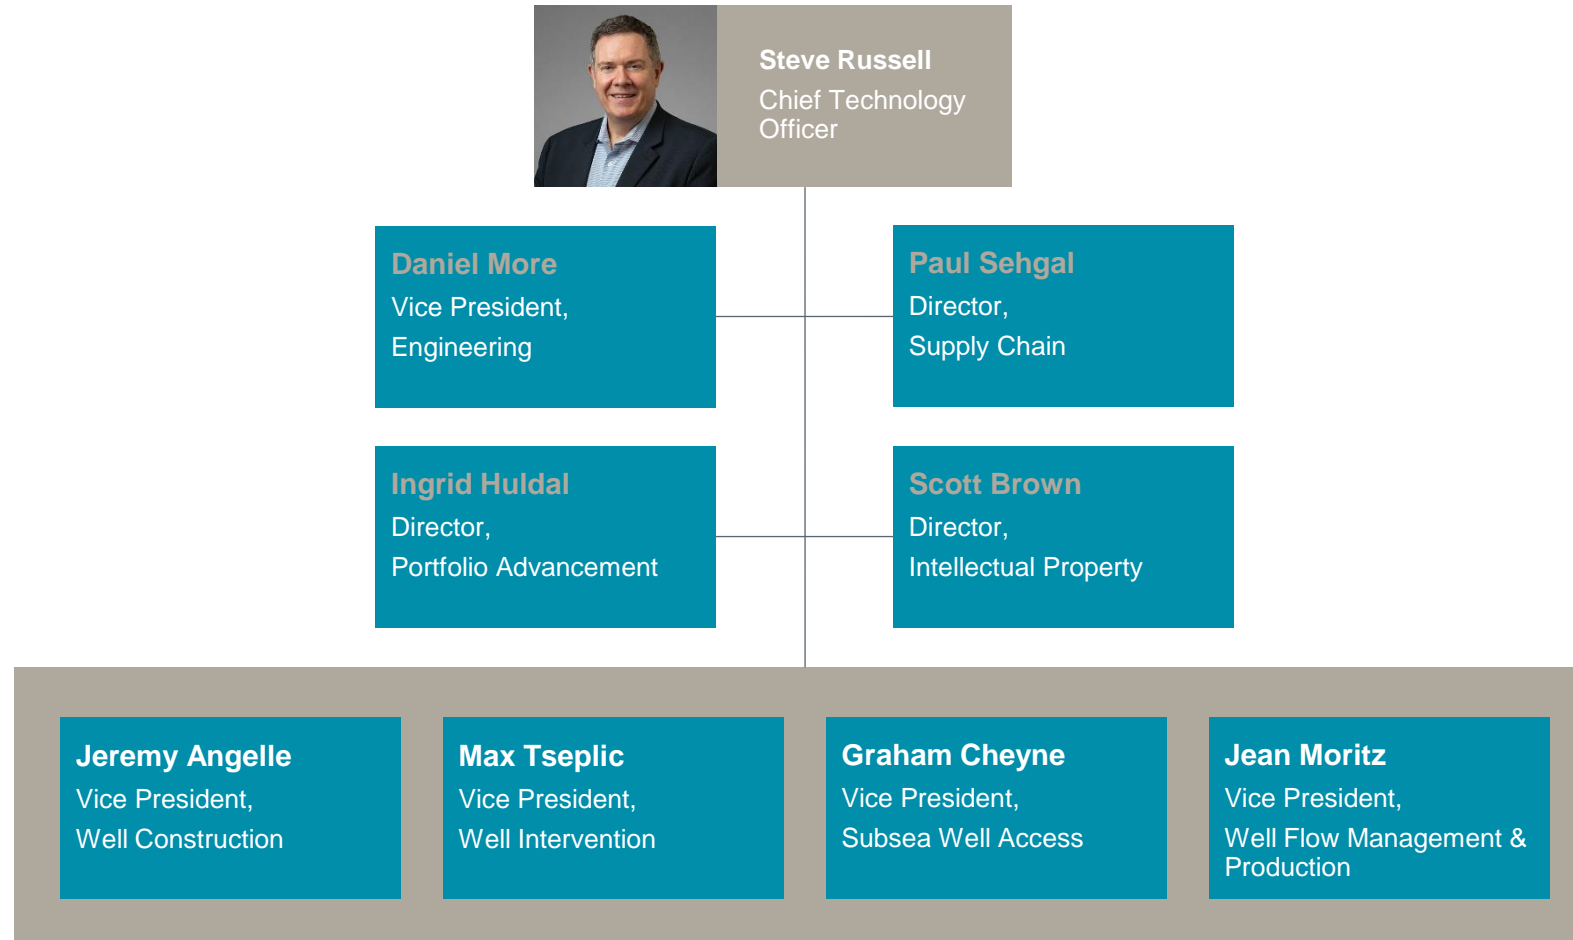 Steve Russell
Chief Technology
Officer
Daniel More
Vice President,
Engineering
Paul Sehgal
Director,
Supply Chain
Ingrid Huldal
Director,
Portfolio Advancement
Scott Brown
Director,
Intellectual Property
Jeremy Angelle
Vice President,
Well Construction
Max Tseplic
Vice President,
Well Intervention
Graham Cheyne
Vice President,
Subsea Well Access
Jean Moritz
Vice President,
Well Flow Management &
Production